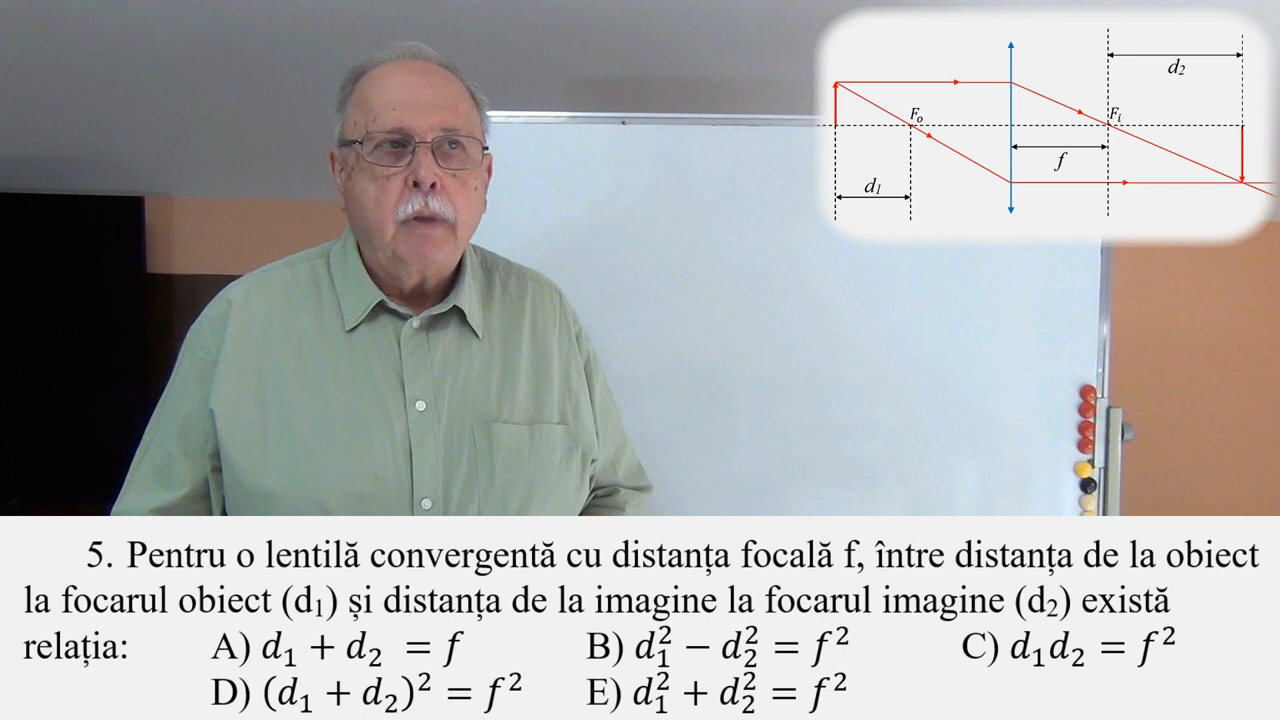 d₂
Fₒ Fᵢ
f
d₁
5. Pentru o lentilă convergentă cu distanța focală f, între distanța de la obiect
la focarul obiect (d₁) și distanța de la imagine la focarul imagine (d₂) există
relația: A) d₁ + d₂ = f B) d₁² − d₂² = f² C) d₁d₂ = f²
D) (d₁ + d₂)² = f² E) d₁² + d₂² = f²